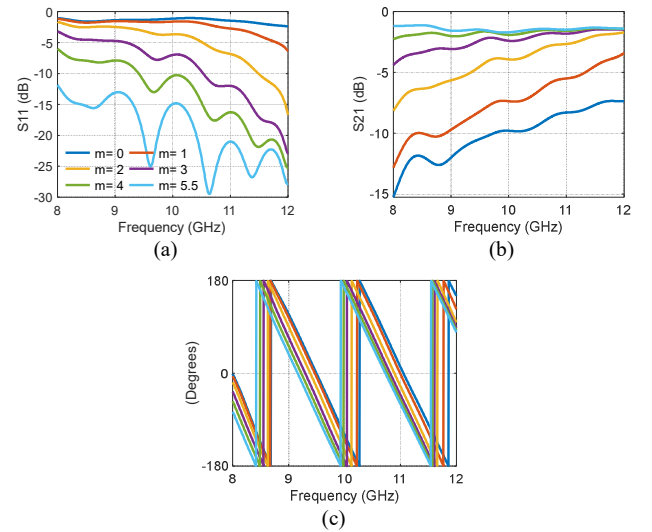 0
-5
-10
-15
-20
-25
-30
S11 (dB)
m= 0 m= 1
m= 2 m= 3
m= 4 m= 5.5
8 9 10 11 12
Frequency (GHz)
(a)
0
-5
-10
-15
S21 (dB)
8 9 10 11 12
Frequency (GHz)
(b)
180
0
-180
(Degrees)
8 9 10 11 12
Frequency (GHz)
(c)